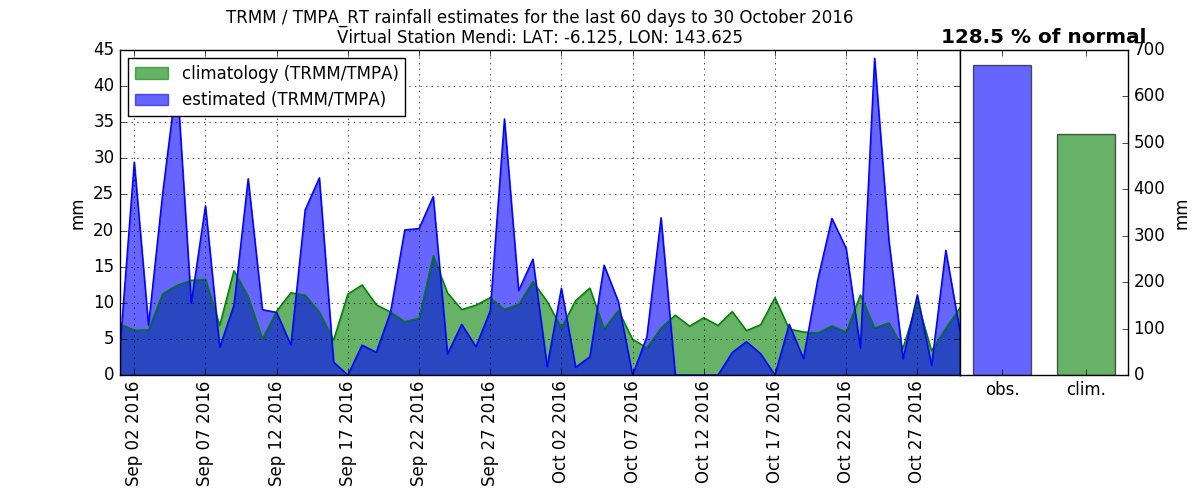 TRMM / TMPA_RT rainfall estimates for the last 60 days to 30 October 2016
Virtual Station Mendi: LAT: -6.125, LON: 143.625
128.5 % of normal
climatology (TRMM/TMPA)
estimated (TRMM/TMPA)
45
40
35
30
25
20
15
10
5
0
mm
Sep 02 2016
Sep 07 2016
Sep 12 2016
Sep 17 2016
Sep 22 2016
Sep 27 2016
Oct 02 2016
Oct 07 2016
Oct 12 2016
Oct 17 2016
Oct 22 2016
Oct 27 2016
obs.
clim.
700
600
500
400
300
200
100
0
mm